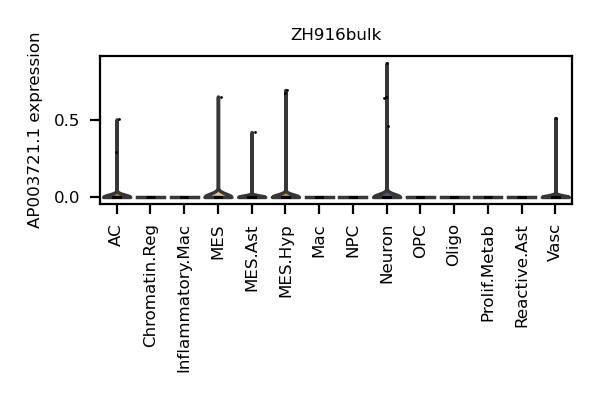 ZH916bulk
AP003721.1 expression
0.5
0.0
AC
Chromatin.Reg
Inflammatory.Mac
MES
MES.Ast
MES.Hyp
Mac
NPC
Neuron
OPC
Oligo
Prolif.Metab
Reactive.Ast
Vasc